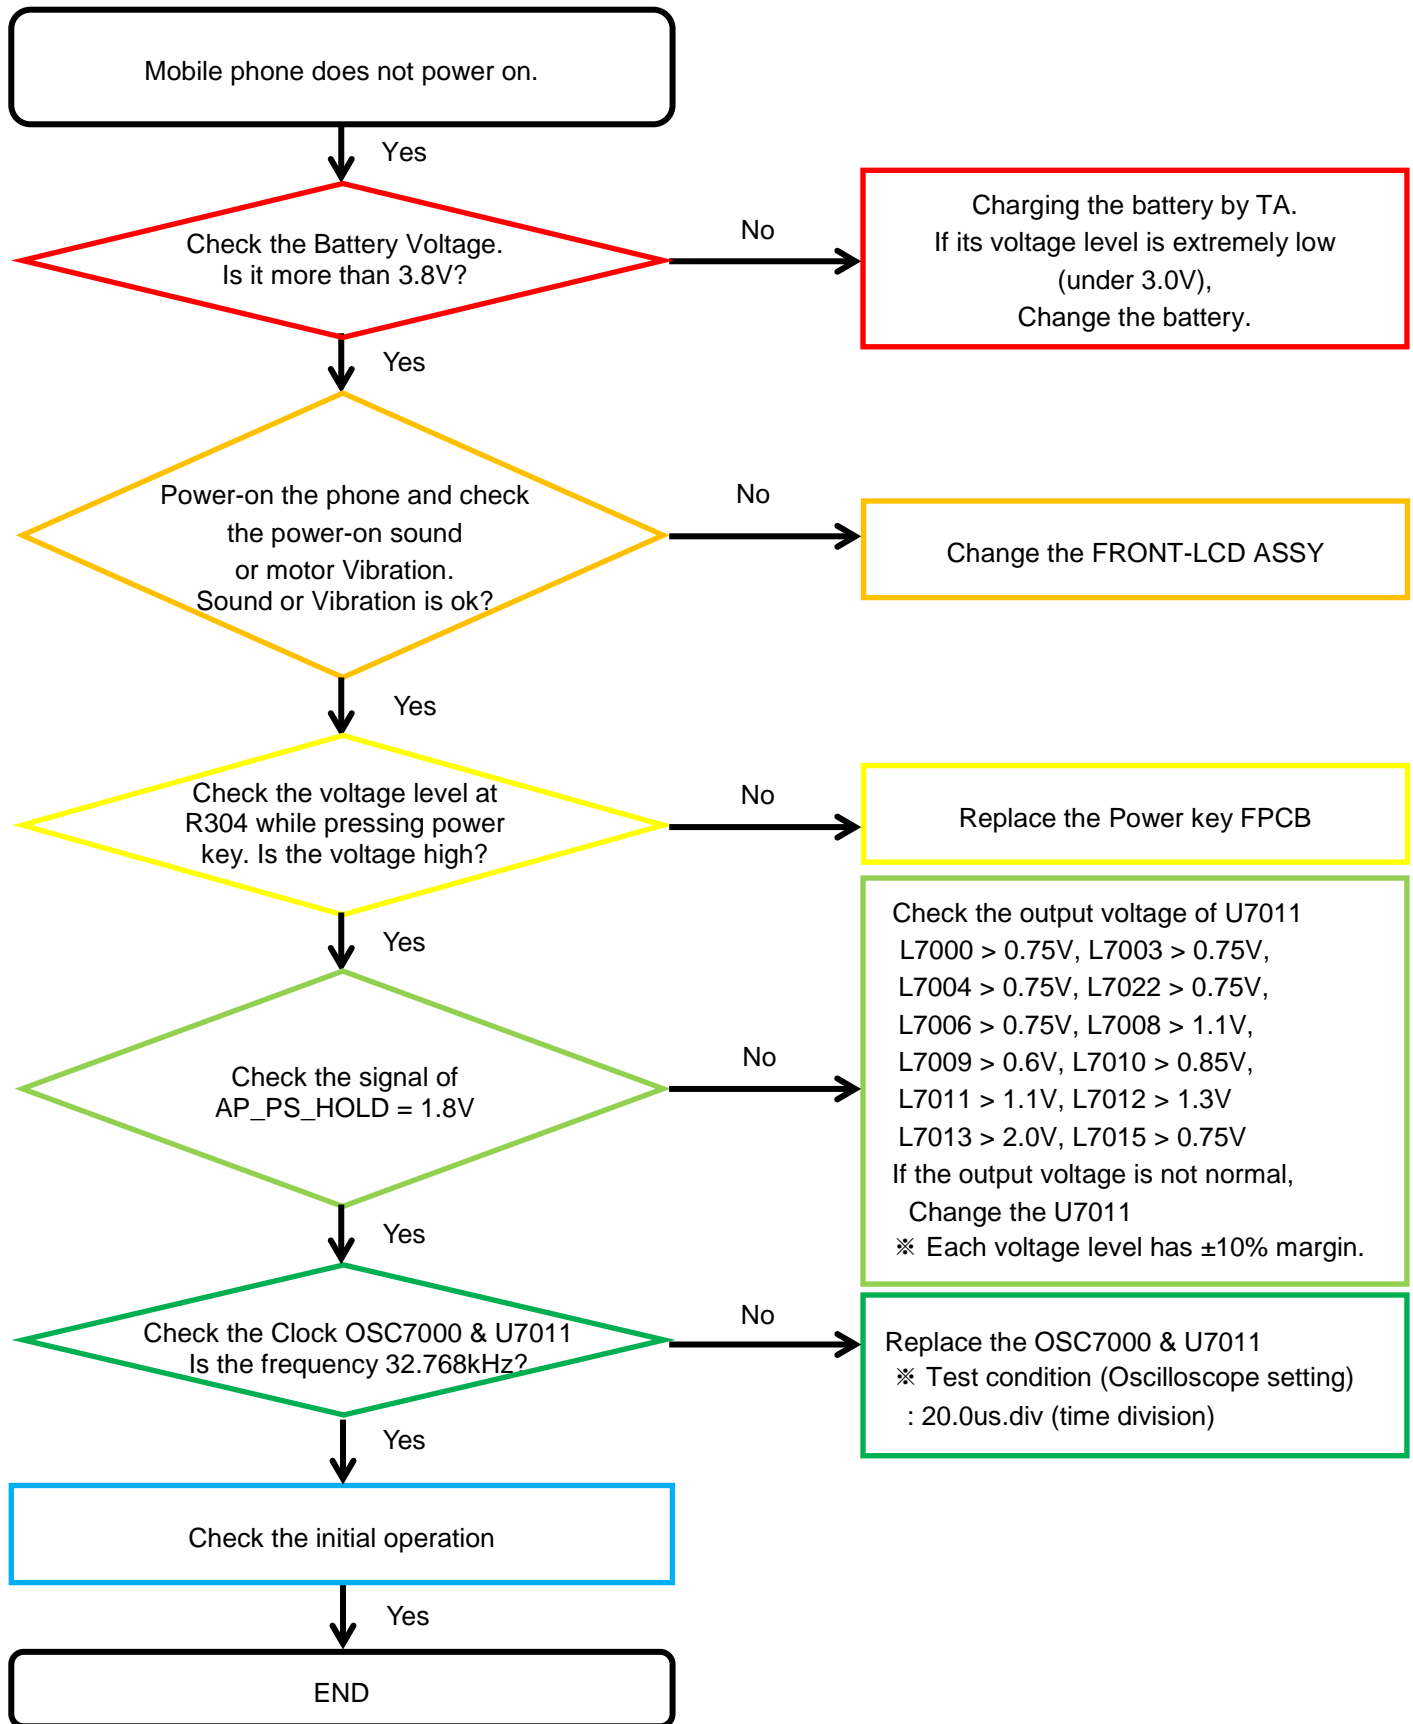 Mobile phone does not power on.
Yes
Check the Battery Voltage.
Is it more than 3.8V?
No
Charging the battery by TA.
If its voltage level is extremely low
(under 3.0V),
Change the battery.
Yes
Power-on the phone and check
the power-on sound
or motor Vibration.
Sound or Vibration is ok?
No
Change the FRONT-LCD ASSY
Yes
Check the voltage level at
R304 while pressing power
key. Is the voltage high?
No
Replace the Power key FPCB
Yes
Check the signal of
AP_PS_HOLD = 1.8V
No
Check the output voltage of U7011
L7000 > 0.75V, L7003 > 0.75V,
L7004 > 0.75V, L7022 > 0.75V,
L7006 > 0.75V, L7008 > 1.1V,
L7009 > 0.6V, L7010 > 0.85V,
L7011 > 1.1V, L7012 > 1.3V
L7013 > 2.0V, L7015 > 0.75V
If the output voltage is not normal,
Change the U7011
※ Each voltage level has ±10% margin.
Yes
Check the Clock OSC7000 & U7011
Is the frequency 32.768kHz?
No
Replace the OSC7000 & U7011
※ Test condition (Oscilloscope setting)
: 20.0us.div (time division)
Yes
Check the initial operation
Yes
END